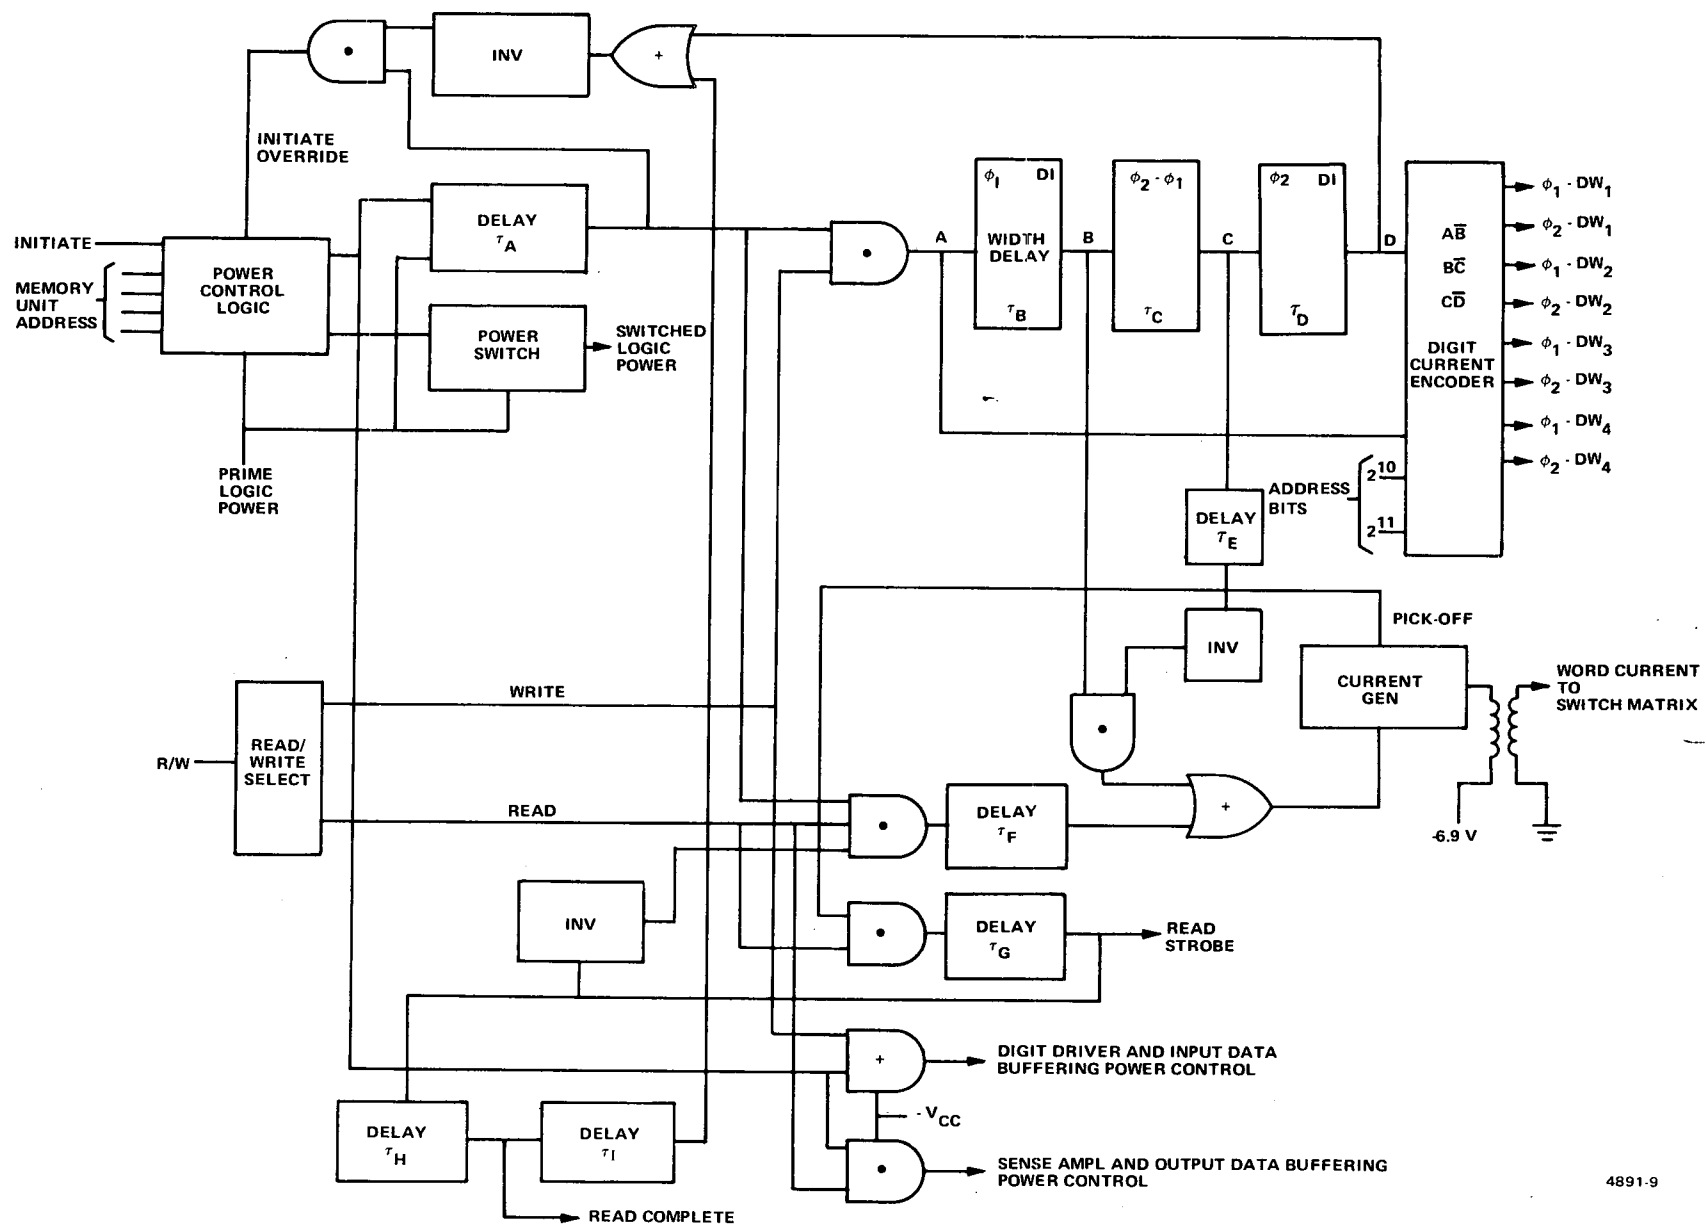 INV
+
•
INITIATE
OVERRIDE
INITIATE
MEMORY
UNIT
ADDRESS
POWER
CONTROL
LOGIC
DELAY
τA
POWER
SWITCH
SWITCHED
LOGIC
POWER
PRIME
LOGIC
POWER
•
A
ϕ1 DI
WIDTH
DELAY
τB
B
ϕ2 - ϕ1
τC
C
ϕ2 DI
τD
D
AB̅
BC̅
CD̅
DIGIT
CURRENT
ENCODER
ϕ1 - DW1
ϕ2 - DW1
ϕ1 - DW2
ϕ2 - DW2
ϕ1 - DW3
ϕ2 - DW3
ϕ1 - DW4
ϕ2 - DW4
ADDRESS
BITS
2^10
2^11
DELAY
τE
INV
PICK-OFF
CURRENT
GEN
WORD CURRENT
TO
SWITCH MATRIX
-6.9 V
R/W
READ/
WRITE
SELECT
WRITE
READ
•
•
DELAY
τF
+
INV
•
DELAY
τG
READ
STROBE
+
DIGIT DRIVER AND INPUT DATA
BUFFERING POWER CONTROL
- VCC
•
SENSE AMPL AND OUTPUT DATA BUFFERING
POWER CONTROL
DELAY
τH
DELAY
τI
READ COMPLETE
4891-9